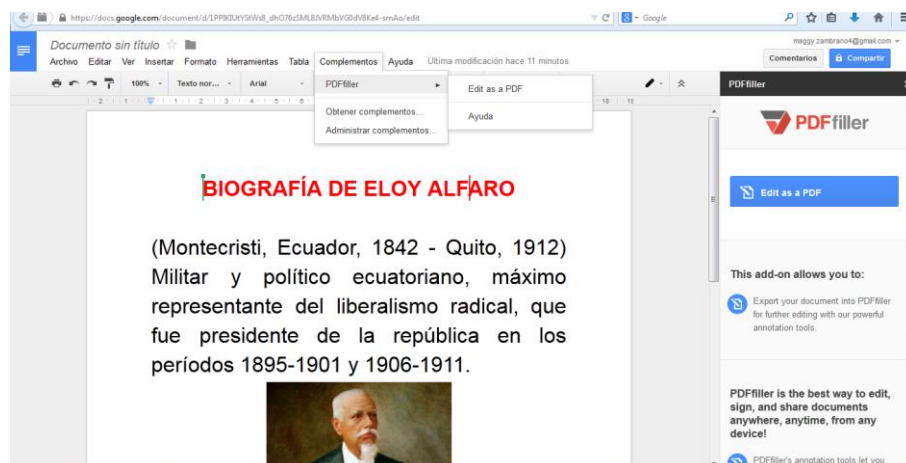 https://docs.google.com/document/d/1PP9IUtYStWs8_dhO76zSML8JVRMbVG0dV8Ke4-srnAo/edit
Google
Documento sin título
maggy.zambrano4@gmail.com
Archivo Editar Ver Insertar Formato Herramientas Tabla Complementos Ayuda Última modificación hace 11 minutos
Comentarios Compartir
100% Texto nor... Arial
PDFfiller
Edit as a PDF
Ayuda
Obtener complementos...
Administrar complementos...
PDFfiller
PDFfiller
Edit as a PDF
This add-on allows you to:
Export your document into PDFfiller
for further editing with our powerful
annotation tools.
PDFfiller is the best way to edit,
sign, and share documents
anywhere, anytime, from any
device!
PDFfiller's annotation tools let you
BIOGRAFÍA DE ELOY ALFARO
(Montecristi, Ecuador, 1842 - Quito, 1912)
Militar y político ecuatoriano, máximo
representante del liberalismo radical, que
fue presidente de la república en los
períodos 1895-1901 y 1906-1911.